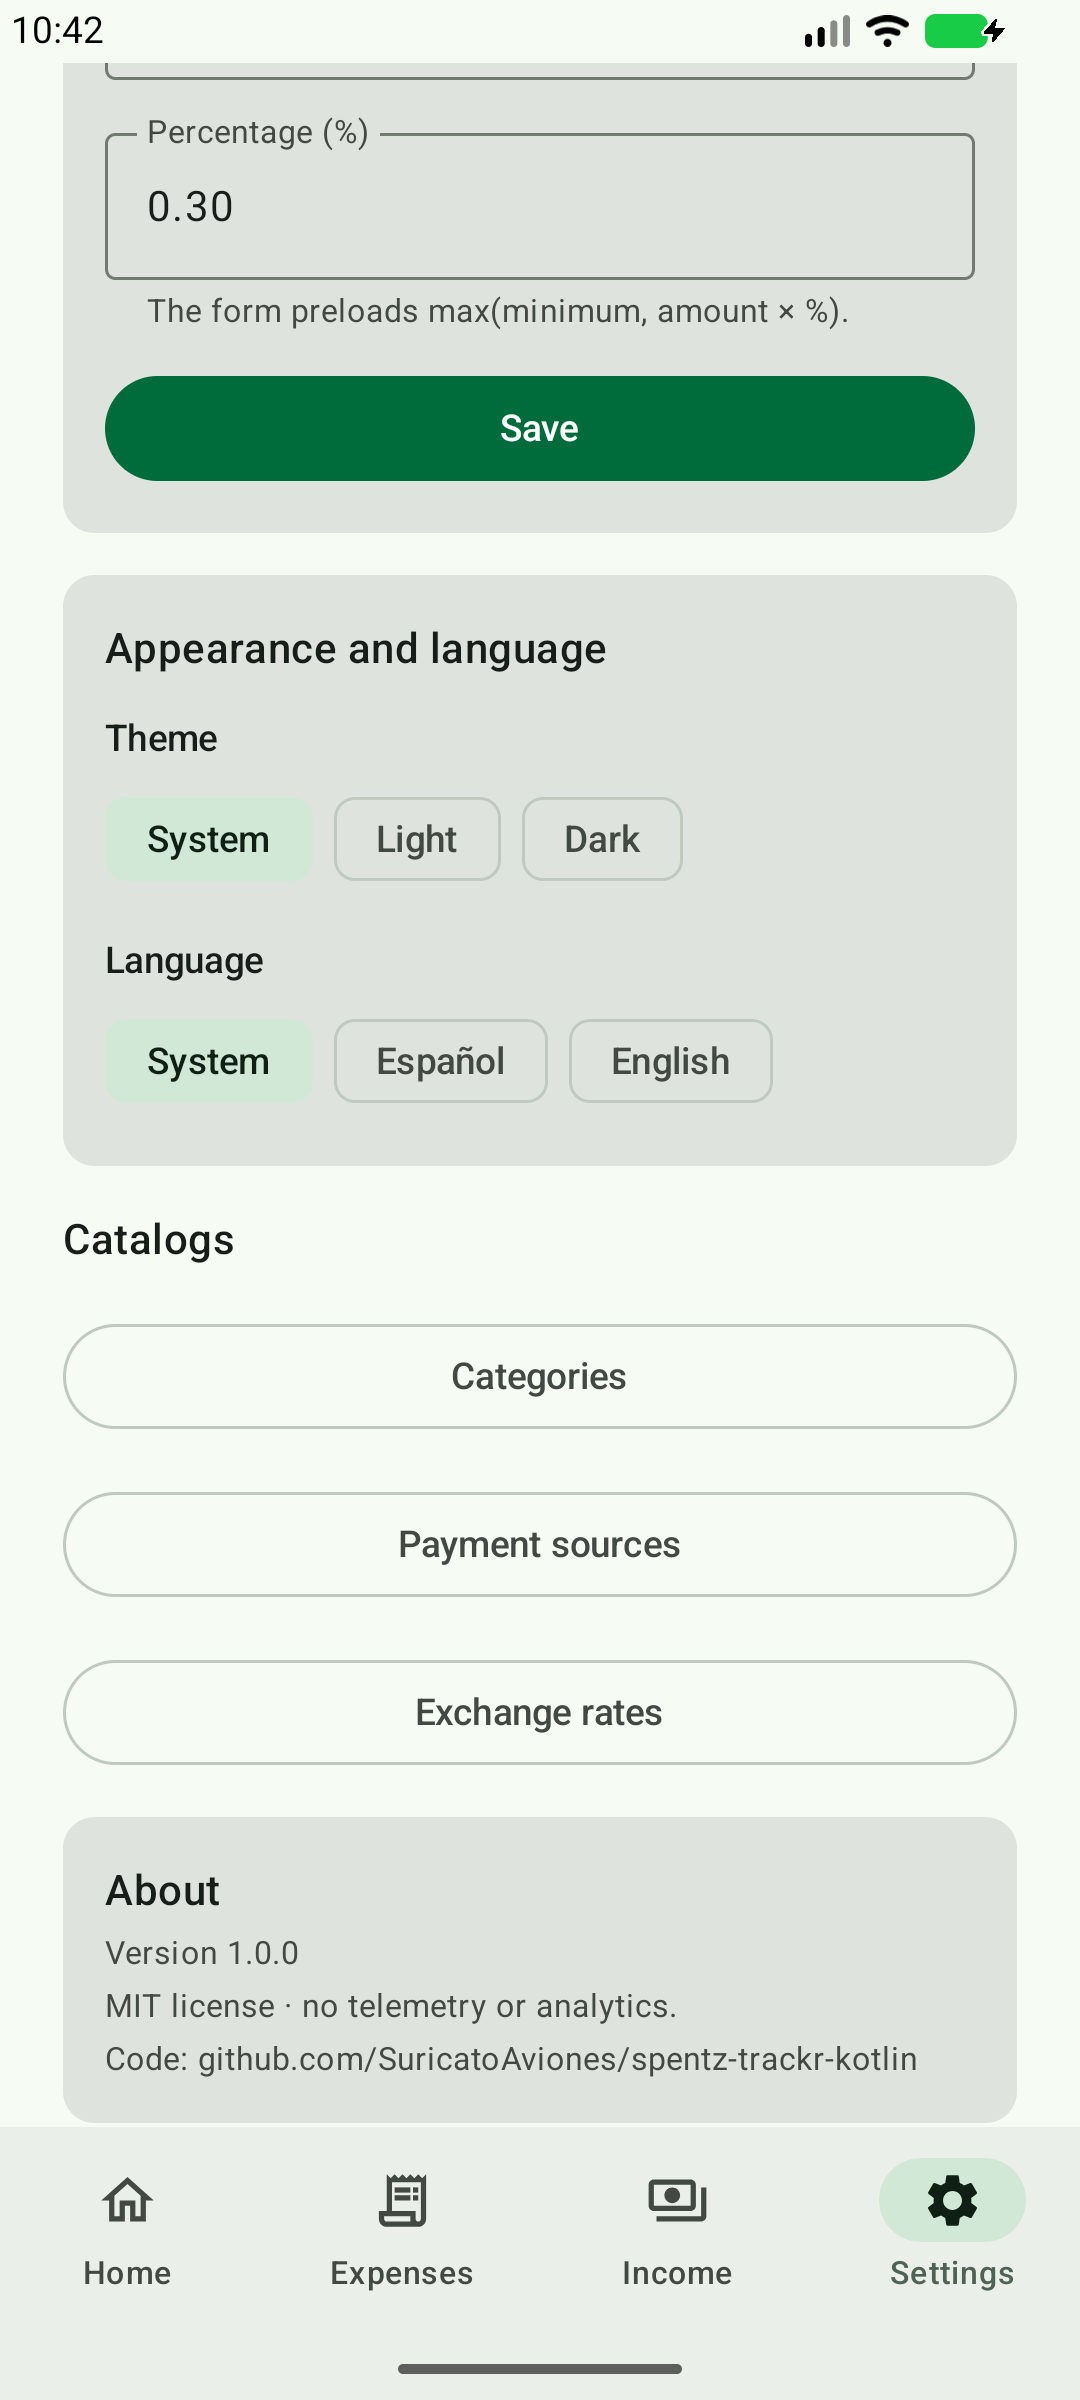 10:42
Percentage (%)
0.30
The form preloads max(minimum, amount × %).
Save
Appearance and language
Theme
System Light Dark
Language
System Español English
Catalogs
Categories
Payment sources
Exchange rates
About
Version 1.0.0
MIT license · no telemetry or analytics.
Code: github.com/SuricatoAviones/spentz-trackr-kotlin
Home Expenses Income Settings